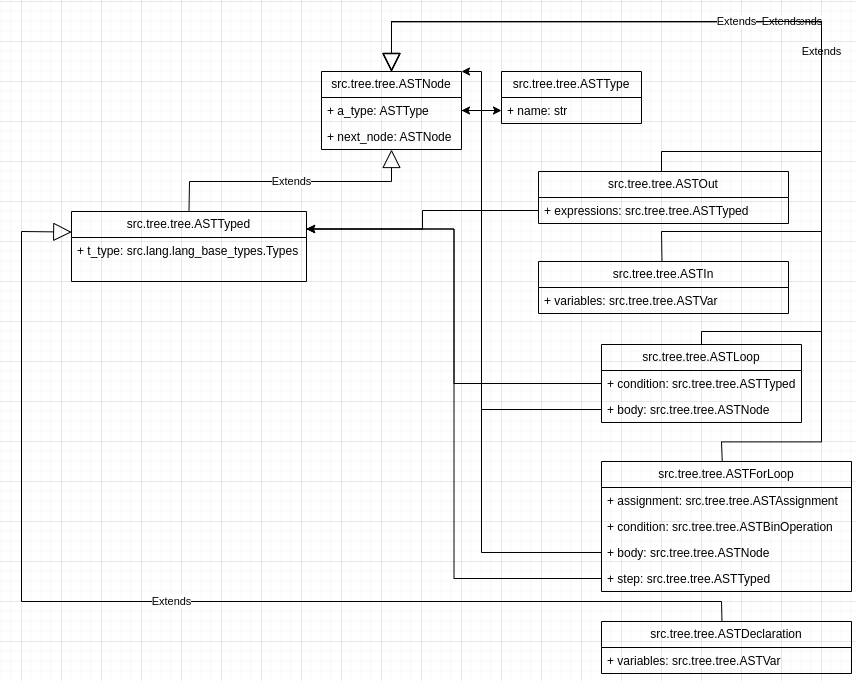 Extends
Extends
Extends
src.tree.tree.ASTNode
+ a_type: ASTType
+ next_node: ASTNode
src.tree.tree.ASTType
+ name: str
Extends
src.tree.tree.ASTTyped
+ t_type: src.lang.lang_base_types.Types
src.tree.tree.ASTOut
+ expressions: src.tree.tree.ASTTyped
src.tree.tree.ASTIn
+ variables: src.tree.tree.ASTVar
src.tree.tree.ASTLoop
+ condition: src.tree.tree.ASTTyped
+ body: src.tree.tree.ASTNode
src.tree.tree.ASTForLoop
+ assignment: src.tree.tree.ASTAssignment
+ condition: src.tree.tree.ASTBinOperation
+ body: src.tree.tree.ASTNode
+ step: src.tree.tree.ASTTyped
Extends
src.tree.tree.ASTDeclaration
+ variables: src.tree.tree.ASTVar